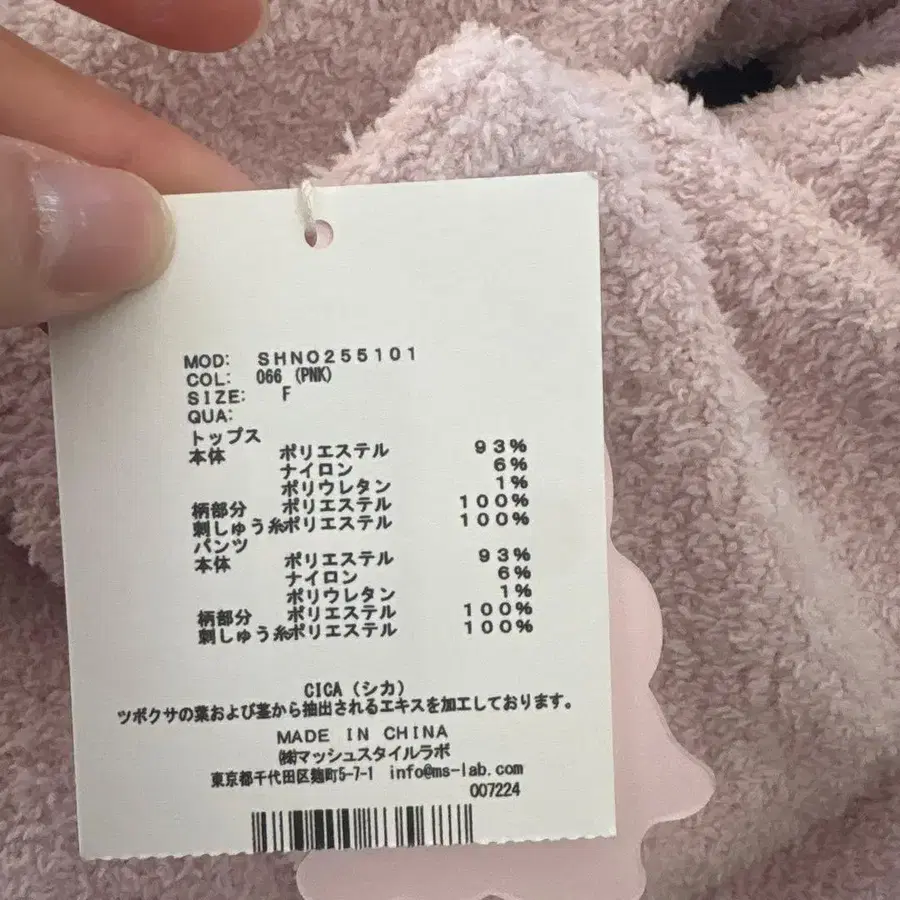 MOD: SHNO255101
COL: 066 (PNK)
SIZE: F
QUA:
トップス
本体 ポリエステル 93%
ナイロン 6%
ポリウレタン 1%
柄部分 ポリエステル 100%
刺しゅう糸ポリエステル 100%
パンツ
本体 ポリエステル 93%
ナイロン 6%
ポリウレタン 1%
柄部分 ポリエステル 100%
刺しゅう糸ポリエステル 100%
CICA (シカ)
ツボクサの葉および茎から抽出されるエキスを加工しております。
MADE IN CHINA
㈱マッシュスタイルラボ
東京都千代田区麹町5-7-1 info@ms-lab.com
007224